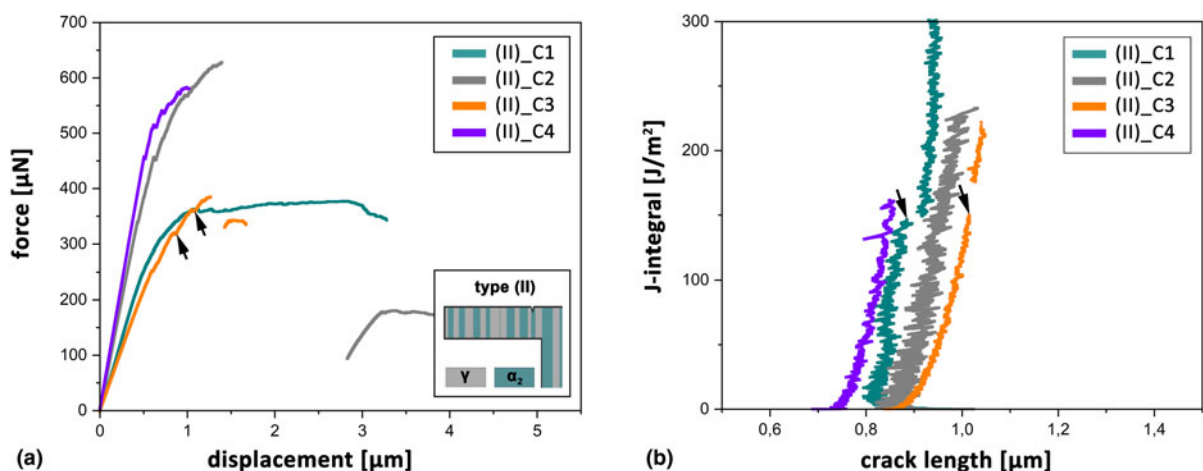 700
600
500
400
300
200
100
0
force [µN]
0 1 2 3 4 5
displacement [µm]
(a)
(II)_C1
(II)_C2
(II)_C3
(II)_C4
type (II)
γ α₂
300
200
100
0
J-integral [J/m²]
0,6 0,8 1,0 1,2 1,4
crack length [µm]
(b)
(II)_C1
(II)_C2
(II)_C3
(II)_C4